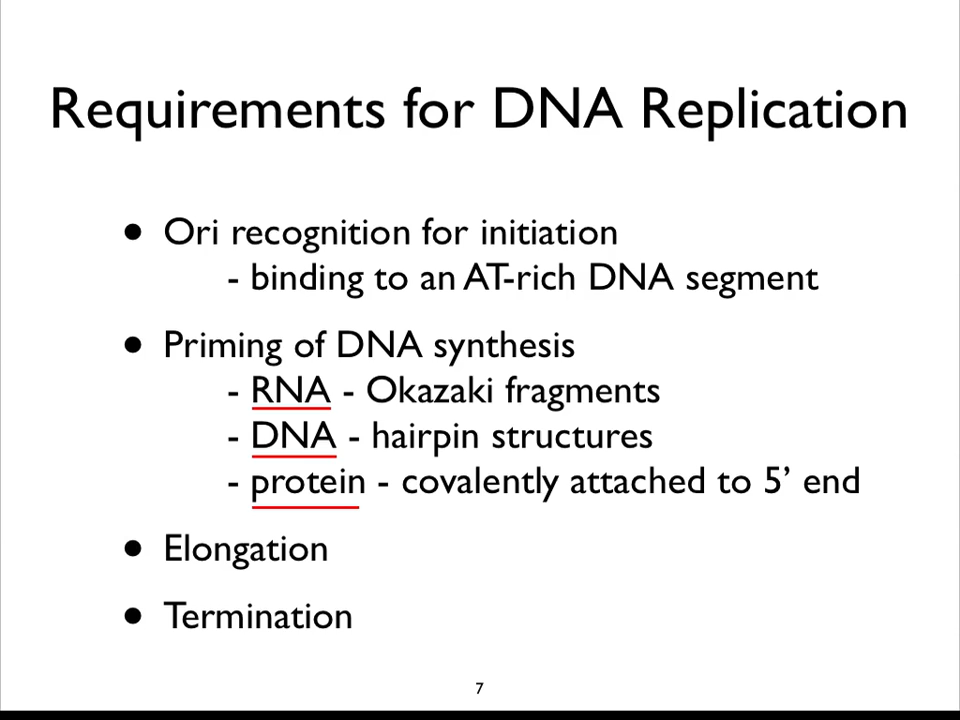 Requirements for DNA Replication
• Ori recognition for initiation
- binding to an AT-rich DNA segment
• Priming of DNA synthesis
- RNA - Okazaki fragments
- DNA - hairpin structures
- protein - covalently attached to 5’ end
• Elongation
• Termination
7